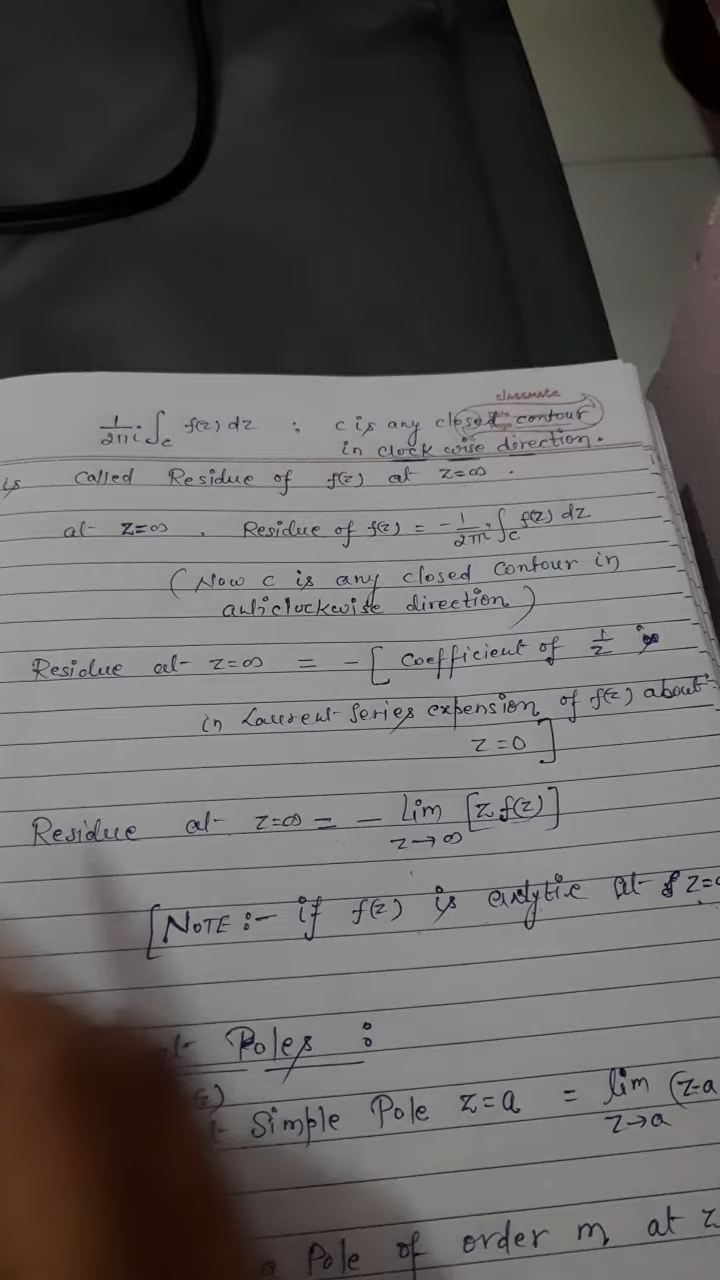 classmate
1/2πi ∫c f(z) dz ; c is any closed contour
in clock wise direction.
is called Residue of f(z) at z=∞ .
at z=∞ , Residue of f(z) = -1/2πi ∫c f(z) dz
(Now c is any closed contour in
anticlockwise direction)
Residue at z=∞ = -[ coefficient of 1/z
in Laurent series expension of f(z) about
z=0 ]
Residue at z=∞ = - lim z→∞ [z f(z)]
[NOTE :- if f(z) is analytic at z=
Poles :
Simple Pole z=a = lim z→a (z-a
Pole of order m at z